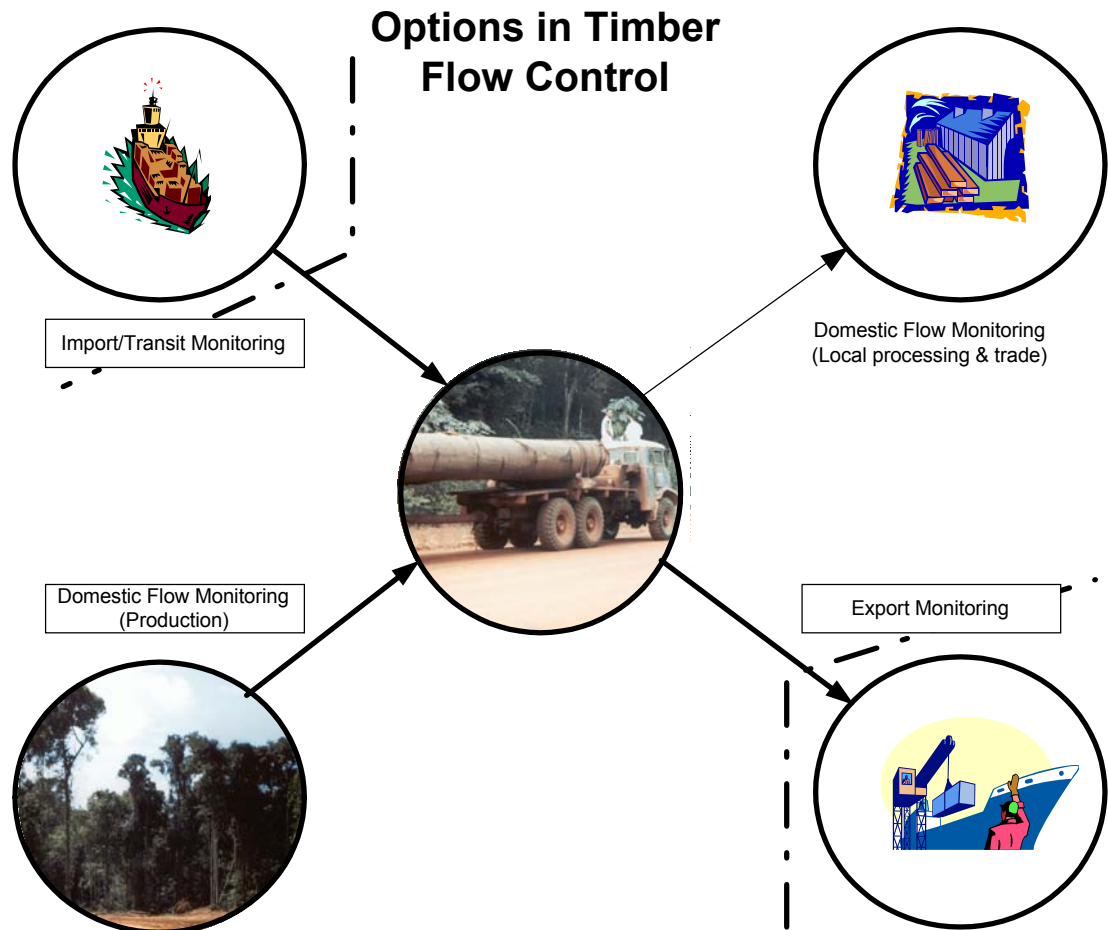 Options in Timber
Flow Control
Import/Transit Monitoring
Domestic Flow Monitoring
(Local processing & trade)
Domestic Flow Monitoring
(Production)
Export Monitoring